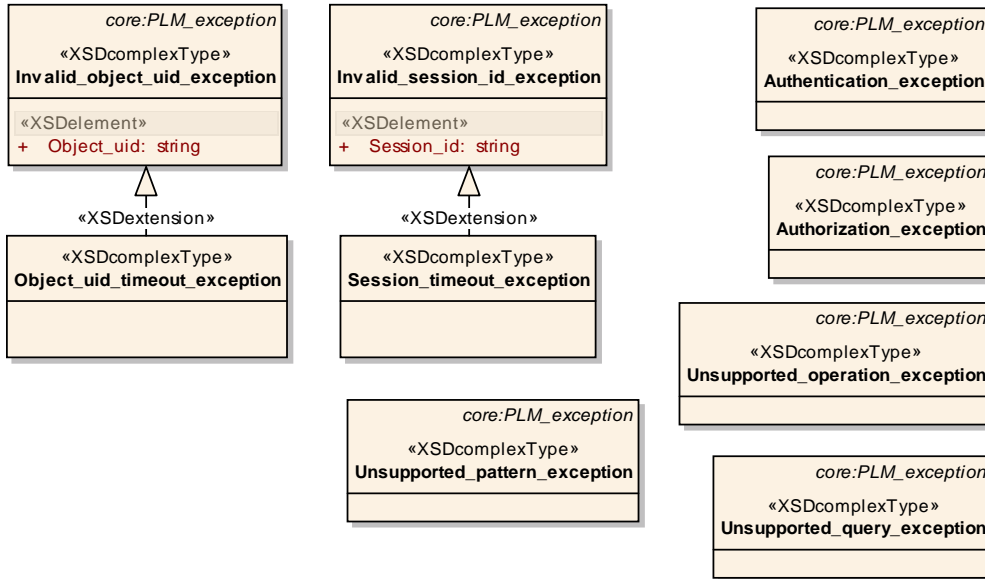 core:PLM_exception
«XSDcomplexType»
Invalid_object_uid_exception
«XSDelement»
+ Object_uid: string
«XSDextension»
«XSDcomplexType»
Object_uid_timeout_exception
core:PLM_exception
«XSDcomplexType»
Invalid_session_id_exception
«XSDelement»
+ Session_id: string
«XSDextension»
«XSDcomplexType»
Session_timeout_exception
core:PLM_exception
«XSDcomplexType»
Unsupported_pattern_exception
core:PLM_exception
«XSDcomplexType»
Authentication_exception
core:PLM_exception
«XSDcomplexType»
Authorization_exception
core:PLM_exception
«XSDcomplexType»
Unsupported_operation_exception
core:PLM_exception
«XSDcomplexType»
Unsupported_query_exception